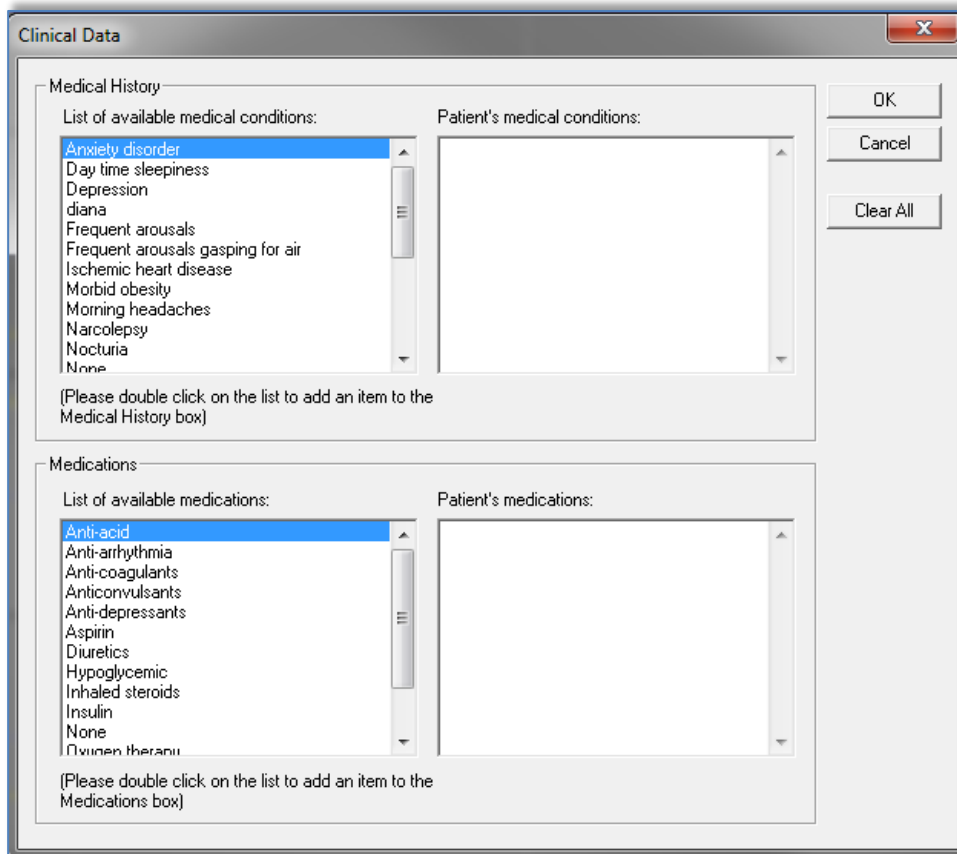 Clinical Data
Medical History
List of available medical conditions:
Anxiety disorder
Day time sleepiness
Depression
diana
Frequent arousals
Frequent arousals gasping for air
Ischemic heart disease
Morbid obesity
Morning headaches
Narcolepsy
Nocturia
None
(Please double click on the list to add an item to the
Medical History box)
Patient's medical conditions:
OK
Cancel
Clear All
Medications
List of available medications:
Anti-acid
Anti-arrhythmia
Anti-coagulants
Anticonvulsants
Anti-depressants
Aspirin
Diuretics
Hypoglycemic
Inhaled steroids
Insulin
None
Oxygen therapy
(Please double click on the list to add an item to the
Medications box)
Patient's medications: